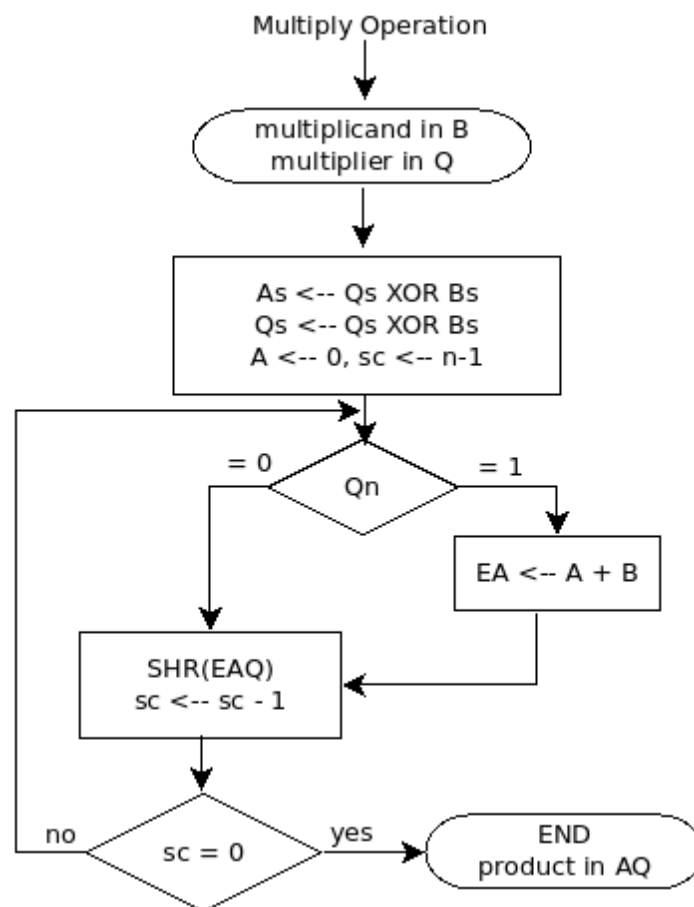 Multiply Operation
multiplicand in B
multiplier in Q
As <-- Qs XOR Bs
Qs <-- Qs XOR Bs
A <-- 0, sc <-- n-1
= 0
Qn
= 1
EA <-- A + B
SHR(EAQ)
sc <-- sc - 1
no
sc = 0
yes
END
product in AQ